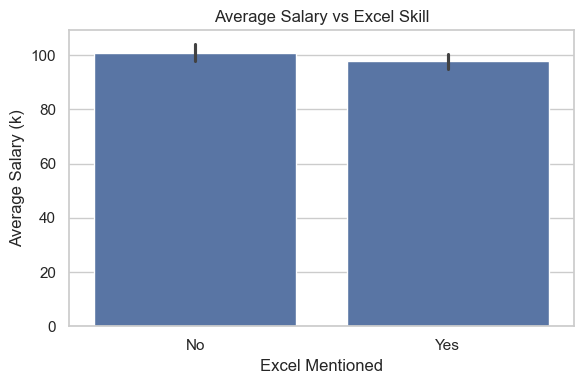 Average Salary vs Excel Skill
Average Salary (k)
100
80
60
40
20
0
No Yes
Excel Mentioned